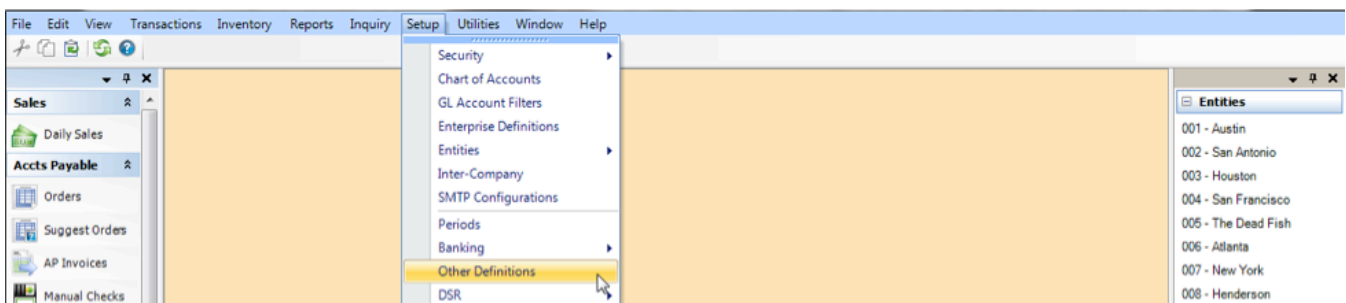 File Edit View Transactions Inventory Reports Inquiry Setup Utilities Window Help
Sales
Daily Sales
Accts Payable
Orders
Suggest Orders
AP Invoices
Manual Checks
Security
Chart of Accounts
GL Account Filters
Enterprise Definitions
Entities
Inter-Company
SMTP Configurations
Periods
Banking
Other Definitions
DSR
Entities
001 - Austin
002 - San Antonio
003 - Houston
004 - San Francisco
005 - The Dead Fish
006 - Atlanta
007 - New York
008 - Henderson